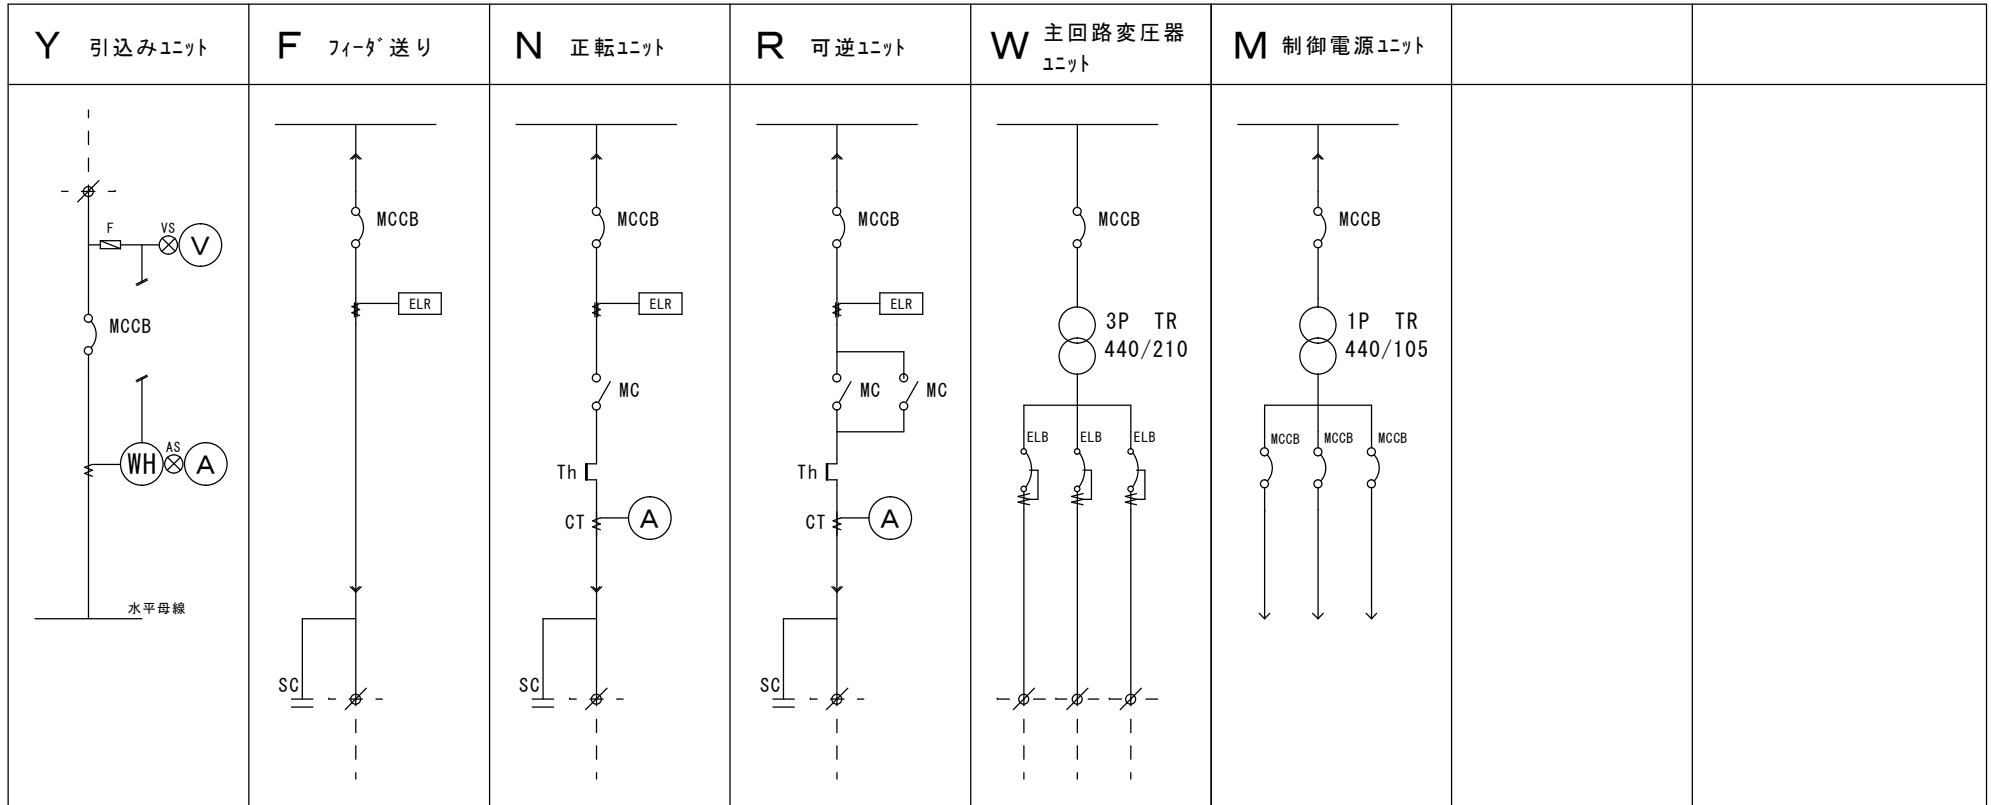 Y 引込みﾕﾆｯﾄ
F ﾌｨｰﾀﾞ送り
N 正転ﾕﾆｯﾄ
R 可逆ﾕﾆｯﾄ
W 主回路変圧器
ﾕﾆｯﾄ
M 制御電源ﾕﾆｯﾄ
F
VS
V
MCCB
WH
AS
A
水平母線
MCCB
ELR
SC
MCCB
ELR
MC
Th
CT
A
SC
MCCB
ELR
MC
MC
Th
CT
A
SC
MCCB
3P TR
440/210
ELB
ELB
ELB
MCCB
1P TR
440/105
MCCB
MCCB
MCCB